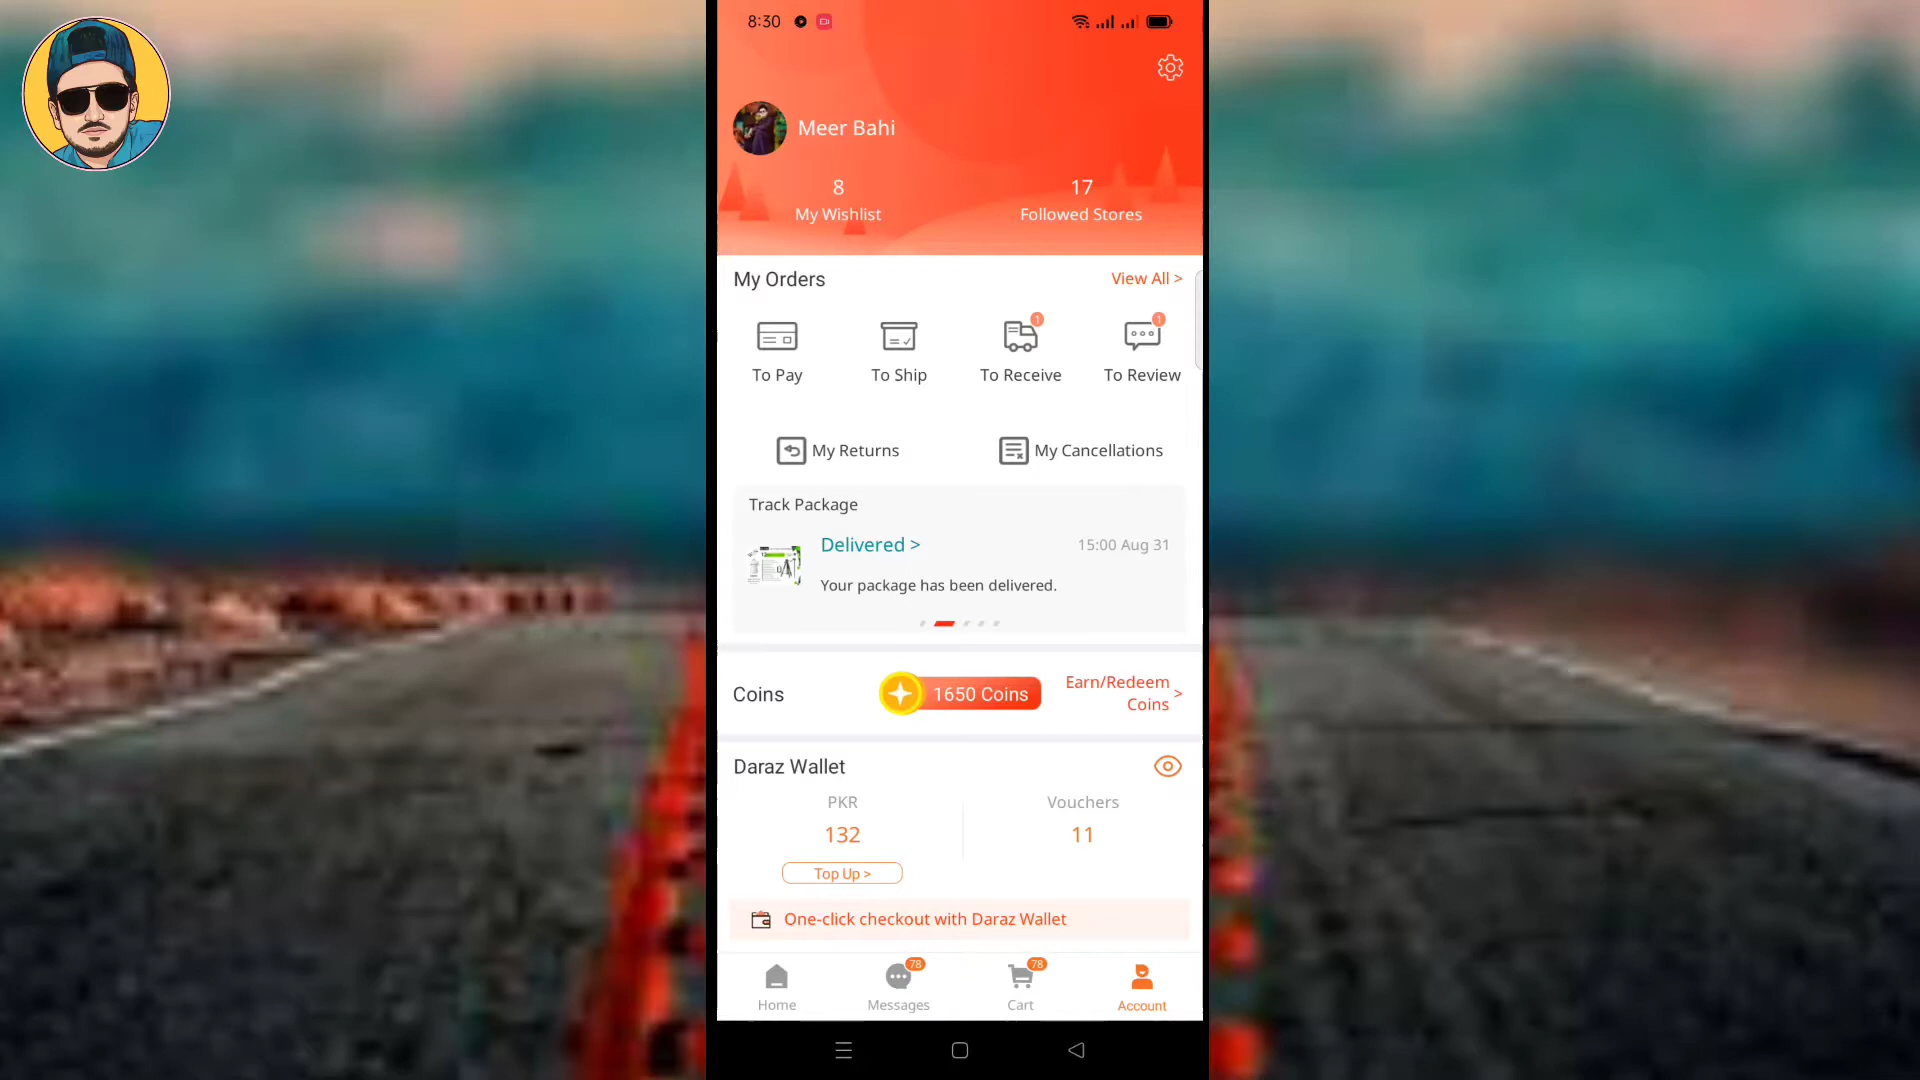 8:30
Meer Bahi
8
17
My Wishlist
Followed Stores
My Orders
View All >
1
1
To Pay
To Ship
To Receive
To Review
My Returns
My Cancellations
Track Package
Delivered >
15:00 Aug 31
Your package has been delivered.
Coins
1650 Coins
Earn/Redeem
Coins >
Daraz Wallet
PKR
Vouchers
132
11
Top Up >
One-click checkout with Daraz Wallet
78
78
Home
Messages
Cart
Account